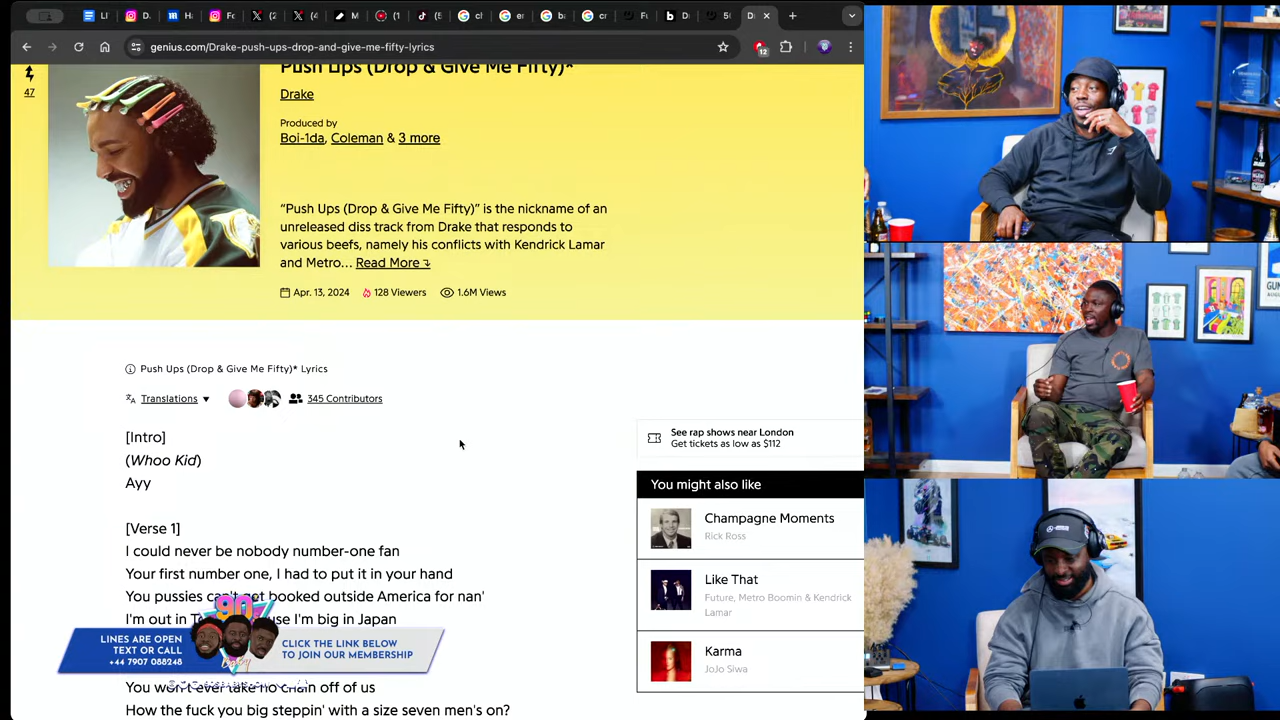 genius.com/Drake-push-ups-drop-and-give-me-fifty-lyrics
12
47
Push Ups (Drop & Give Me Fifty)*
Drake
Produced by
Boi-1da, Coleman & 3 more
“Push Ups (Drop & Give Me Fifty)” is the nickname of an
unreleased diss track from Drake that responds to
various beefs, namely his conflicts with Kendrick Lamar
and Metro… Read More
Apr. 13, 2024
128 Viewers
1.6M Views
Push Ups (Drop & Give Me Fifty)* Lyrics
Translations
345 Contributors
[Intro]
(Whoo Kid)
Ayy
[Verse 1]
I could never be nobody number-one fan
Your first number one, I had to put it in your hand
You pussies can't get booked outside America for nan'
I'm out in
I'm big in Japan
You
off of us
How the fuck you big steppin' with a size seven men's on?
See rap shows near London
Get tickets as low as $112
You might also like
Champagne Moments
Rick Ross
Like That
Future, Metro Boomin & Kendrick
Lamar
Karma
JoJo Siwa
LINES ARE OPEN
TEXT OR CALL
+44 7907 088248
90
CLICK THE LINK BELOW
TO JOIN OUR MEMBERSHIP